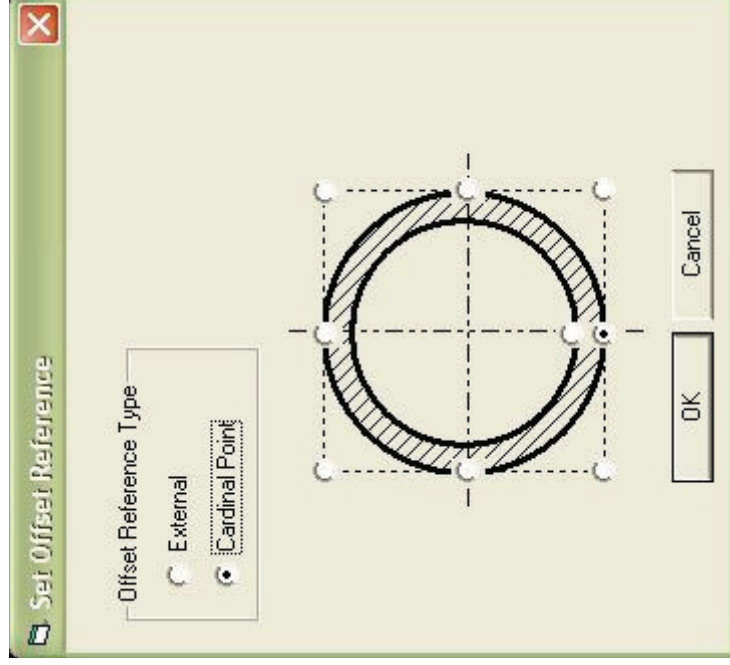 Set Offset Reference
Offset Reference Type
External
Cardinal Point
OK
Cancel